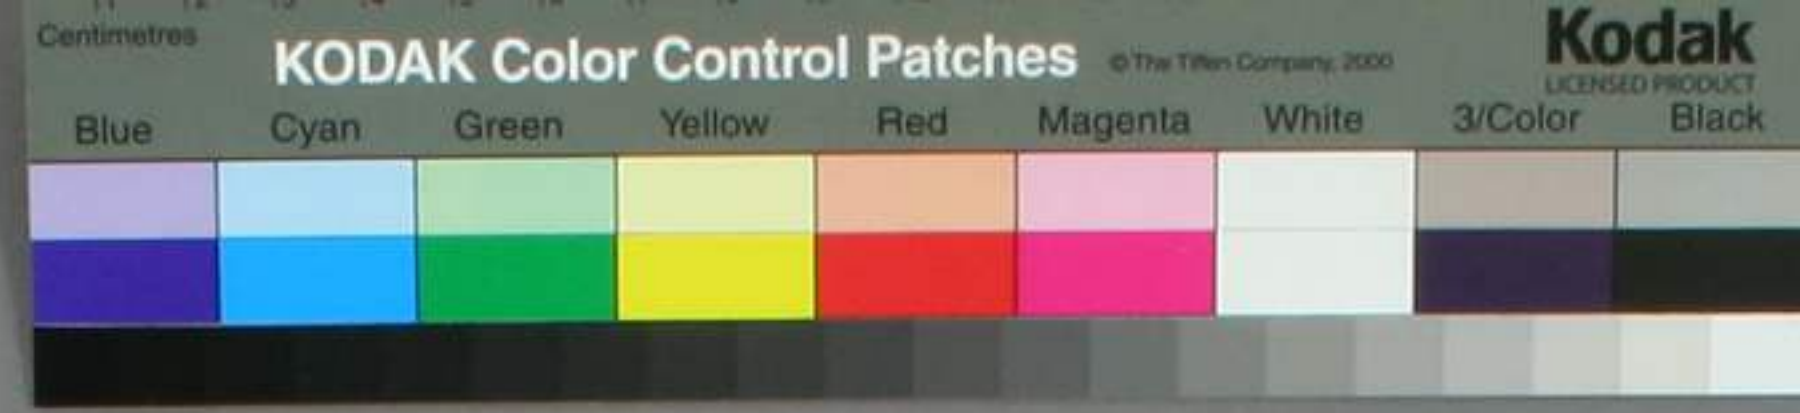 Centimetres
KODAK Color Control Patches
© The Tiffen Company, 2000
Kodak
LICENSED PRODUCT
Blue Cyan Green Yellow Red Magenta White 3/Color Black